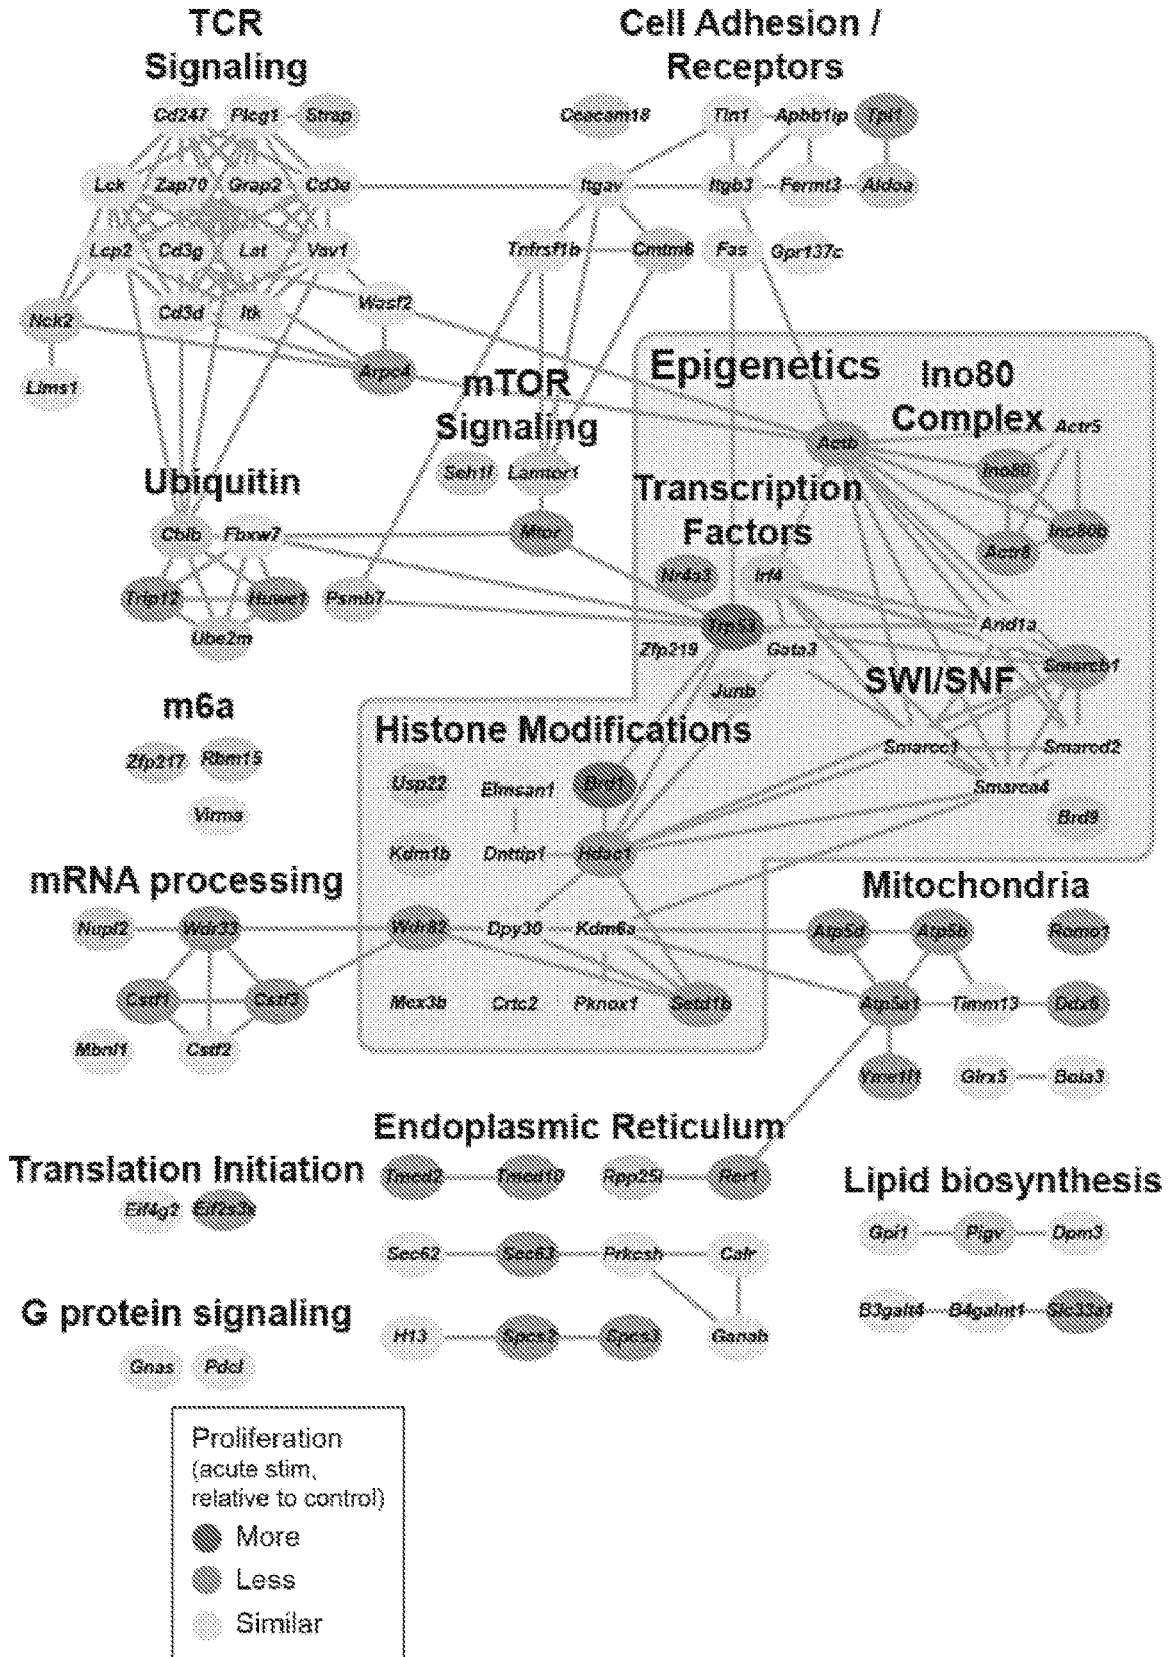 TCR
Signaling
Cd247 Plcg1 Strap
Lck Zap70 Grap2 Cd3e
Lcp2 Cd3g Lat Vav1
Cd3d Itk Wasf2
Nck2
Lims1
Arpc4
Cell Adhesion /
Receptors
Ceacam18 Tln1 Apbb1ip Tpi1
Itgav Itgb3 Fermt3 Aldoa
Tnfrsf1b Cmtm6 Fas Gpr137c
mTOR
Signaling
Seh1l Lamtor1
Mtor
Ubiquitin
Cblb Fbxw7
Trip12 Huwe1 Psmb7
Ube2m
Epigenetics
Ino80
Complex
Actb Actr5
Ino80
Ino80b
Transcription
Factors
Nr4a3 Irf4
Trp53
Zfp219 Gata3
Junb
Arid1a
Smarcb1
SWI/SNF
Smarcc1 Smarcd2
Smarca4
Brd9
m6a
Zfp217 Rbm15
Virma
Histone Modifications
Usp22 Elmsan1 Brd1
Kdm1b Dnttip1 Hdac1
Wdr82 Dpy30 Kdm6a
Mex3b Crtc2 Pknox1 Setd1b
mRNA processing
Nupl2 Wdr33
Cstf1 Cstf3
Mbnl1 Cstf2
Mitochondria
Atp5d Atp5b Romo1
Atp5a1 Timm13 Ddx6
Yme1l1 Glrx5 Bola3
Endoplasmic Reticulum
Tmed2 Tmed10 Rpp25l Rer1
Sec62 Sec63 Prkcsh Calr
H13 Spcs2 Spcs3 Ganab
Translation Initiation
Eif4g2 Eif2s3x
Lipid biosynthesis
Gpi1 Pigv Dpm3
B3galt4 B4galnt1 Slc33a1
G protein signaling
Gnas Pdcl
Proliferation
(acute stim,
relative to control)
More
Less
Similar